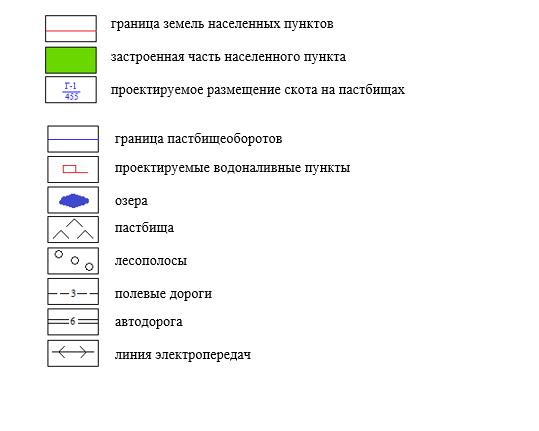 граница земель населенных пунктов
застроенная часть населенного пункта
Г-1
455 проектируемое размещение скота на пастбищах
граница пастбищеоборотов
проектируемые водоналивные пункты
озера
пастбища
лесополосы
3 полевые дороги
6 автодорога
линия электропередач